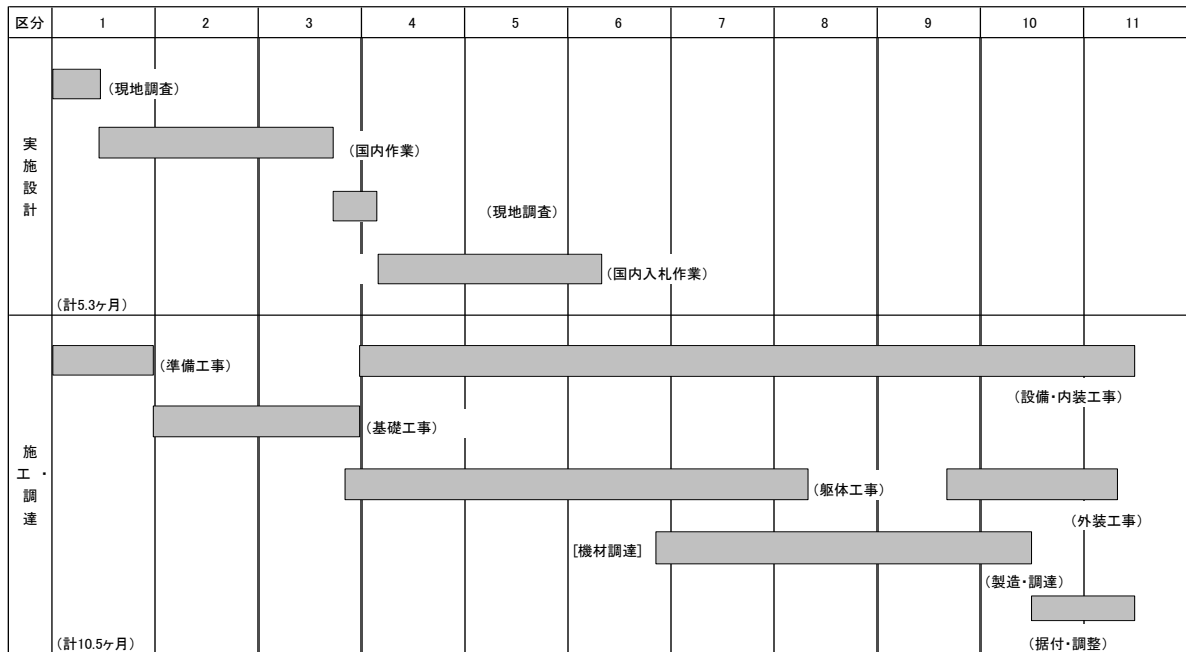 区分 1 2 3 4 5 6 7 8 9 10 11
実施設計
(現地調査)
(国内作業)
(現地調査)
(国内入札作業)
(計5.3ヶ月)
施工・調達
(準備工事)
(設備・内装工事)
(基礎工事)
(躯体工事)
(外装工事)
[機材調達]
(製造・調達)
(据付・調整)
(計10.5ヶ月)